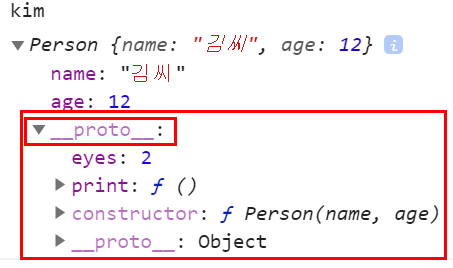 kim
▼ Person {name: "김씨", age: 12} i
name: "김씨"
age: 12
▼ __proto__:
eyes: 2
▶ print: ƒ ()
▶ constructor: ƒ Person(name, age)
▶ __proto__: Object